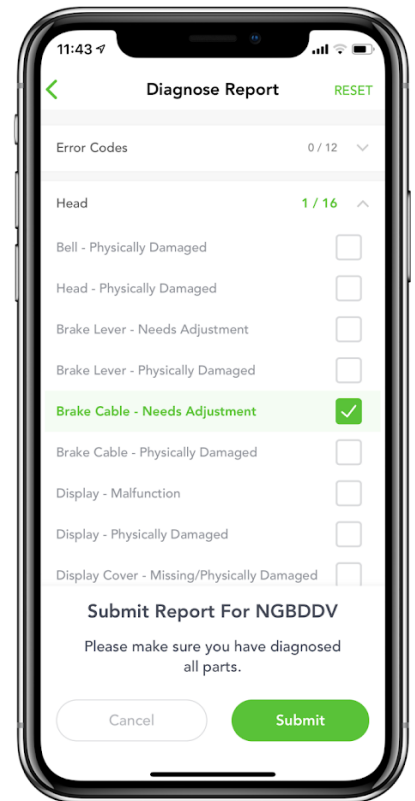 11:43
Diagnose Report RESET
Error Codes 0 / 12
Head 1 / 16
Bell - Physically Damaged
Head - Physically Damaged
Brake Lever - Needs Adjustment
Brake Lever - Physically Damaged
Brake Cable - Needs Adjustment
Brake Cable - Physically Damaged
Display - Malfunction
Display - Physically Damaged
Display Cover - Missing/Physically Damaged
Submit Report For NGBDDV
Please make sure you have diagnosed
all parts.
Cancel Submit